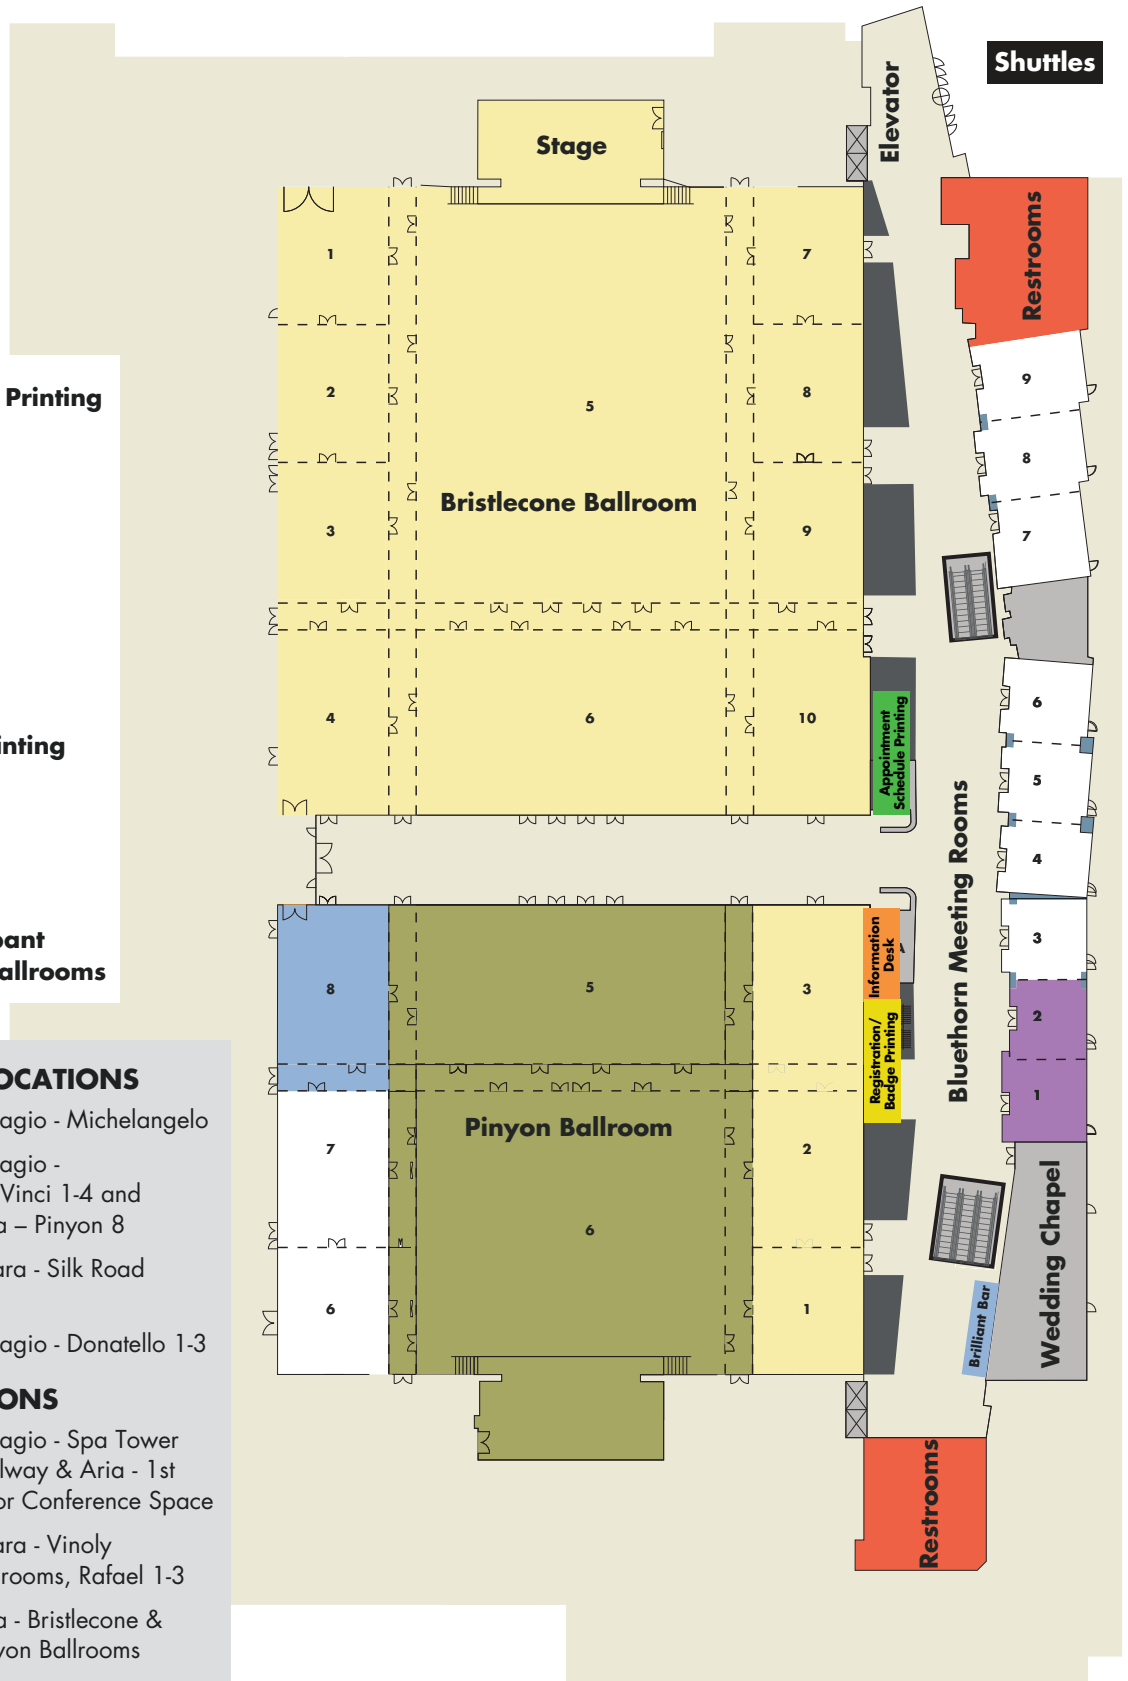 Shuttles
Elevator
Stage
Restrooms
1
7
9
Printing
2
5
8
8
Bristlecone Ballroom
3
9
7
4
6
10
6
inting
Appointment
Schedule Printing
5
4
Bluethorn Meeting Rooms
pant
allrooms
Information
Desk
3
8
5
3
2
Registration/
Badge Printing
1
Pinyon Ballroom
7
2
6
6
1
Wedding Chapel
Brilliant Bar
Restrooms
OCATIONS
agio - Michelangelo
agio -
Vinci 1-4 and
a – Pinyon 8
ara - Silk Road
agio - Donatello 1-3
ONS
agio - Spa Tower
lway & Aria - 1st
or Conference Space
ara - Vinoly
rooms, Rafael 1-3
a - Bristlecone &
yon Ballrooms